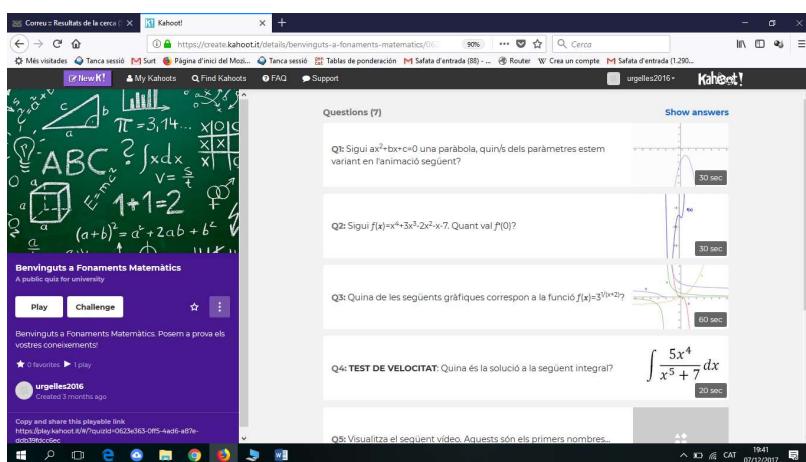 Correu :: Resultats de la cerca (
Kahoot!
https://create.kahoot.it/details/benvinguts-a-fonaments-matematics/06
90%
Cerca
Més visitades
Tanca sessió
Surt
Página d'inici del Mozi...
Tanca sessió
Tablas de ponderación
Safata d'entrada (88) - ...
Router
Crea un compte
Safata d'entrada (1.290...
New K!
My Kahoots
Find Kahoots
FAQ
Support
urgelles2016
Kahoot!
π=3,14...
ABC
?
∫xdx
V= s/t
1+1=2
(a+b)²=a²+2ab+b²
Benvinguts a Fonaments Matemàtics
A public quiz for university
Play
Challenge
Benvinguts a Fonaments Matemàtics. Posem a prova els
vostres coneixements!
0 favorites 1 play
urgelles2016
Created 3 months ago
Copy and share this playable link
https://play.kahoot.it/#/?quizId=0623e363-0ff5-4ad6-a87e-
ddb39fdcc6ec
Questions (7)
Show answers
Q1: Sigui ax²+bx+c=0 una paràbola, quin/s dels paràmetres estem
variant en l'animació següent?
30 sec
Q2: Sigui f(x)=x⁴+3x³-2x²-x-7. Quant val f'(0)?
30 sec
Q3: Quina de les següents gràfiques correspon a la funció f(x)=3^1/(x+2)?
60 sec
Q4: TEST DE VELOCITAT: Quina és la solució a la següent integral?
∫ 5x⁴/(x⁵ + 7) dx
20 sec
Q5: Visualitza el següent vídeo. Aquests són els primers nombres...
CAT
19:41
07/12/2017